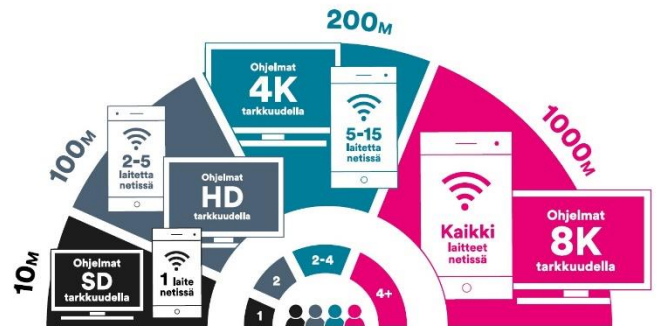 10M
Ohjelmat
SD
tarkkuudella
1 laite
netissä
100M
2-5
laitetta
netissä
Ohjelmat
HD
tarkkuudella
200M
Ohjelmat
4K
tarkkuudella
5-15
laitetta
netissä
1000M
Kaikki
laitteet
netissä
Ohjelmat
8K
tarkkuudella
1
2
2-4
4+